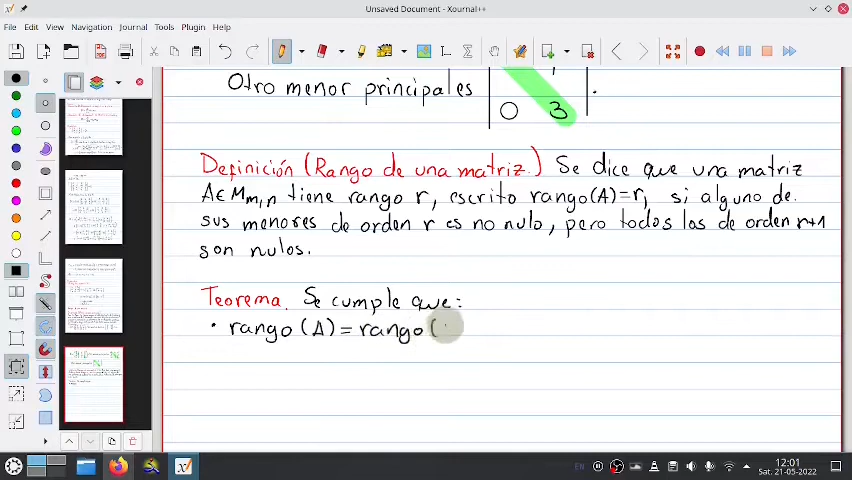 Unsaved Document - Xournal++
File Edit View Navigation Journal Tools Plugin Help
PDF
Otro menor principales
0 3 .
Definición (Rango de una matriz.) Se dice que una matriz
A∈Mm,n tiene rango r, escrito rango(A)=r, si alguno de
sus menores de orden r es no nulo, pero todos los de orden r+1
son nulos.
Teorema. Se cumple que:
• rango (A) = rango (
EN
12:01
Sat. 21-05-2022